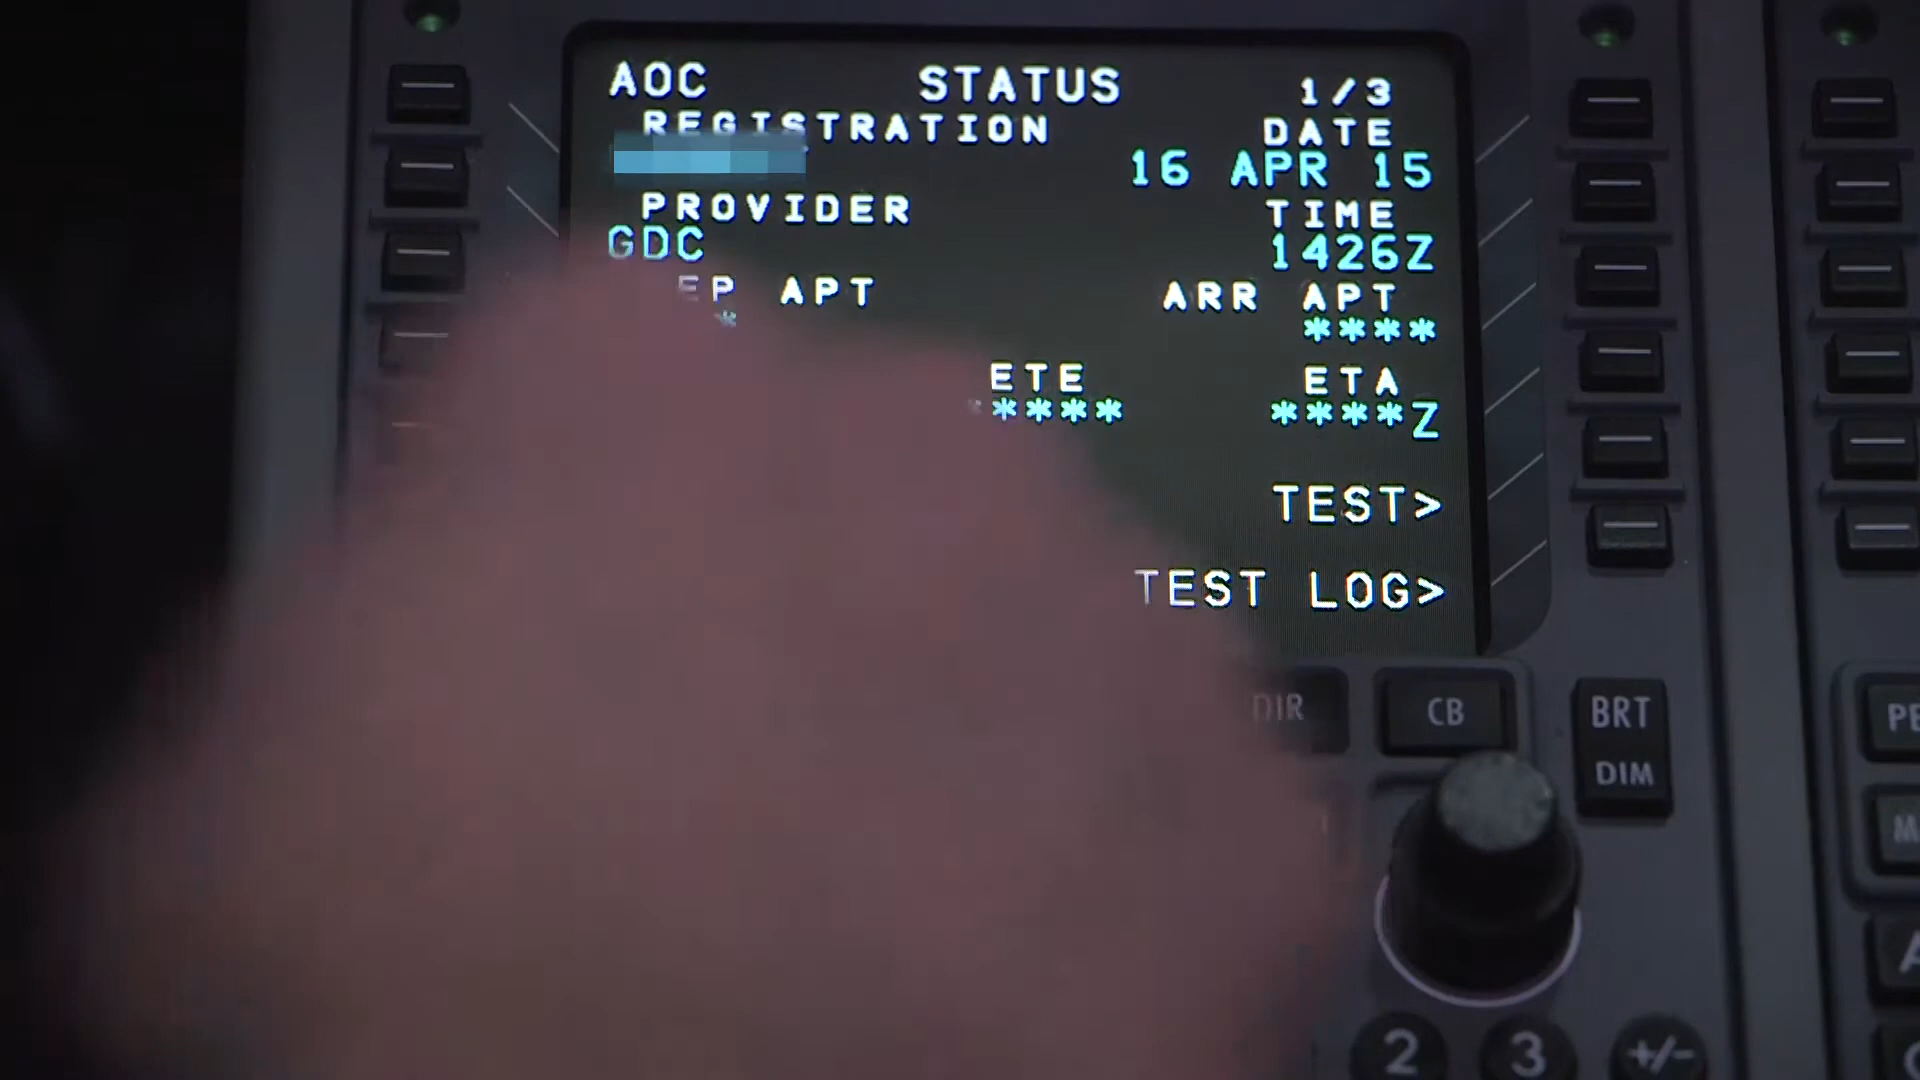 AOC STATUS 1/3
REGISTRATION DATE
16 APR 15
PROVIDER TIME
GDC 1426Z
EP APT ARR APT
* ****
ETE ETA
**** ****Z
TEST>
TEST LOG>
DIR CB BRT
DIM
2 3 +/-